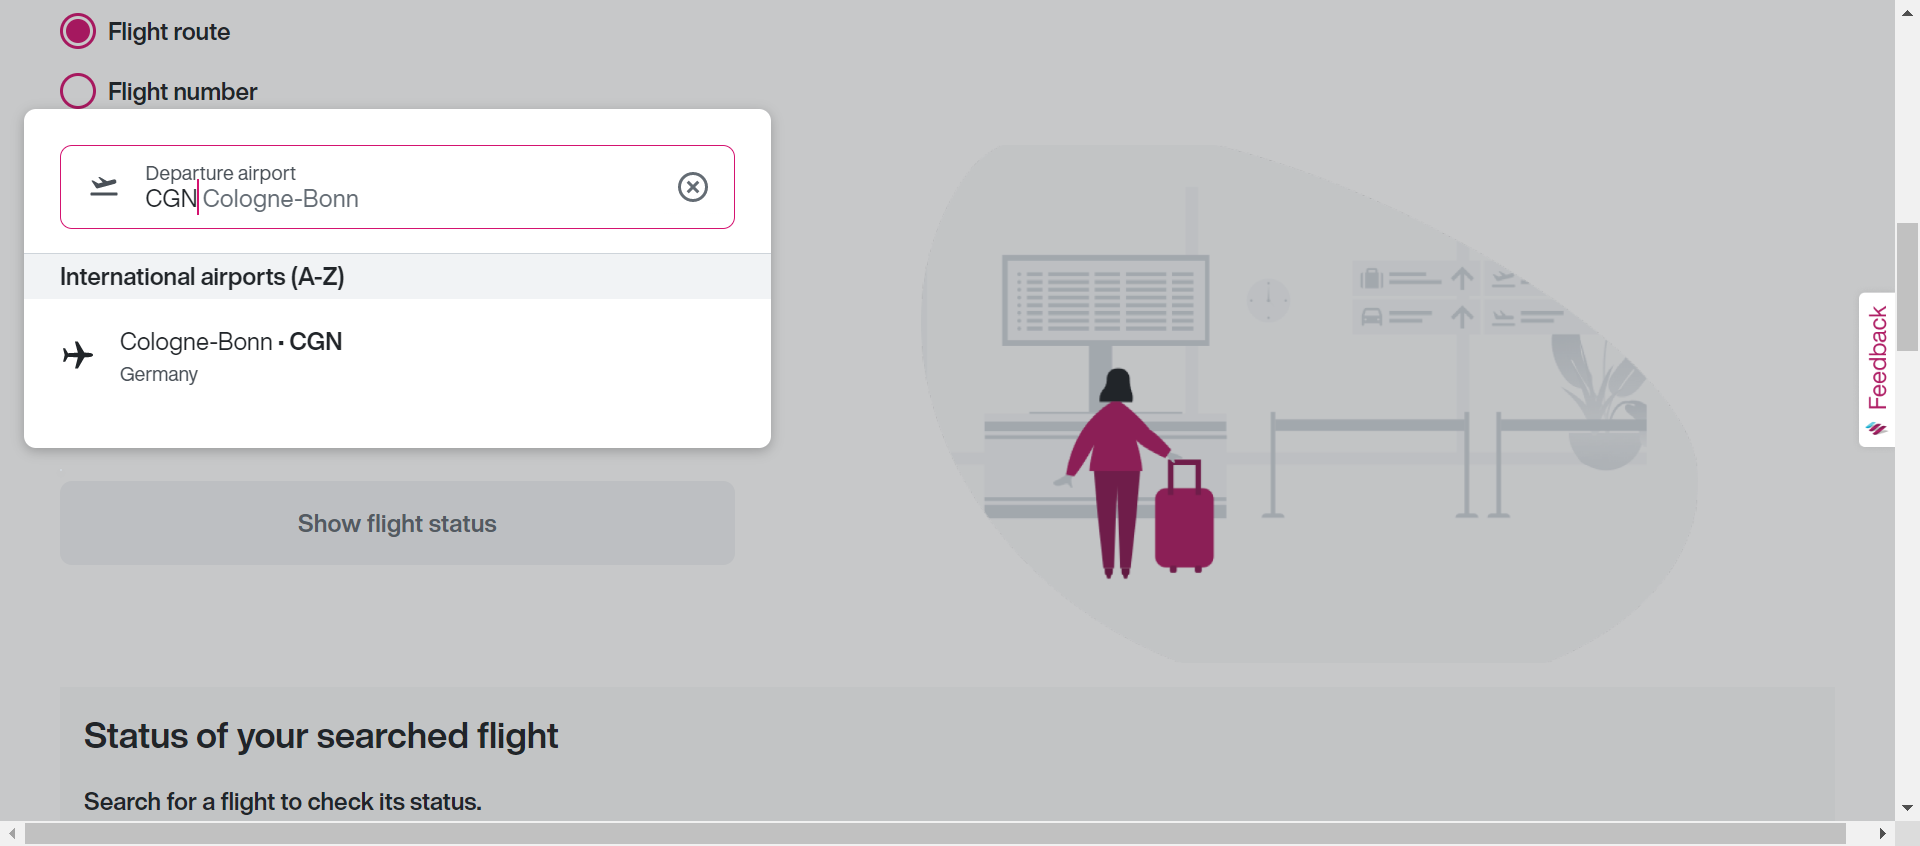 Flight route
Flight number
Departure airport
CGN Cologne-Bonn
International airports (A-Z)
Cologne-Bonn · CGN
Germany
Show flight status
Status of your searched flight
Search for a flight to check its status.
Feedback